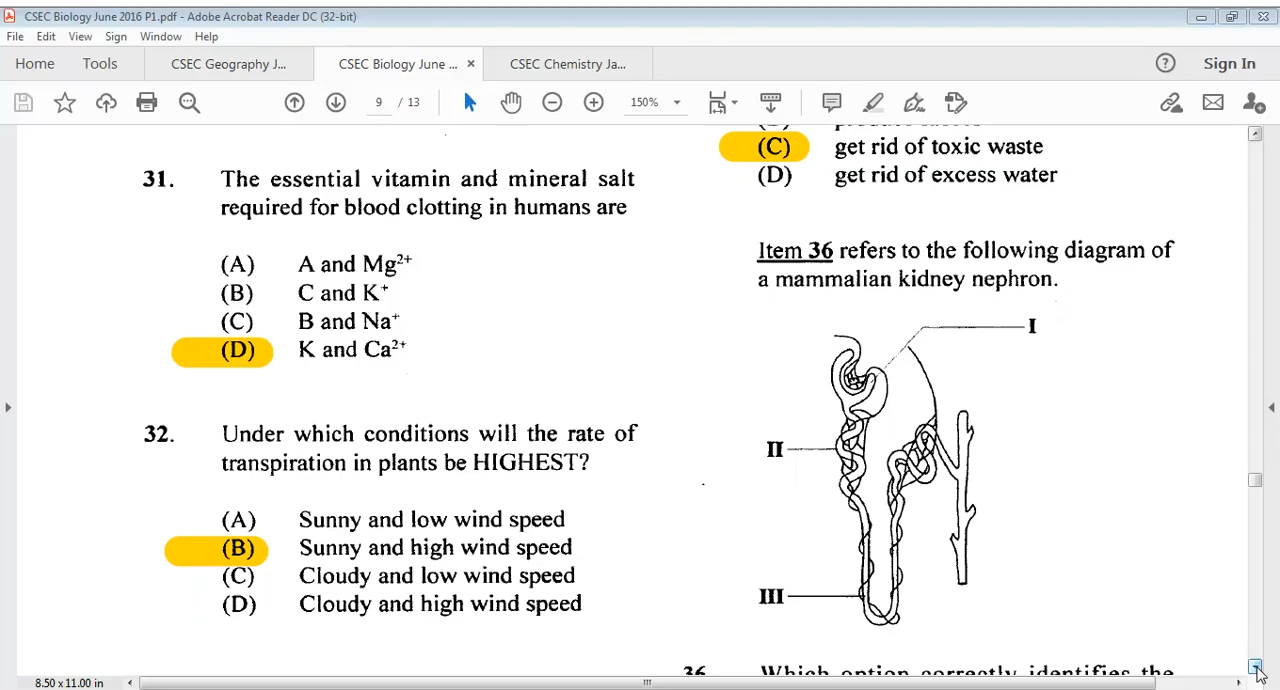 CSEC Biology June 2016 P1.pdf - Adobe Acrobat Reader DC (32-bit)
File Edit View Sign Window Help
Home Tools CSEC Geography J... CSEC Biology June ... × CSEC Chemistry Ja... Sign In
9 / 13 150%
31. The essential vitamin and mineral salt
required for blood clotting in humans are
(A) A and Mg²⁺
(B) C and K⁺
(C) B and Na⁺
(D) K and Ca²⁺
32. Under which conditions will the rate of
transpiration in plants be HIGHEST?
(A) Sunny and low wind speed
(B) Sunny and high wind speed
(C) Cloudy and low wind speed
(D) Cloudy and high wind speed
(C) get rid of toxic waste
(D) get rid of excess water
Item 36 refers to the following diagram of
a mammalian kidney nephron.
I
II
III
36. Which option correctly identifies the
8.50 x 11.00 in